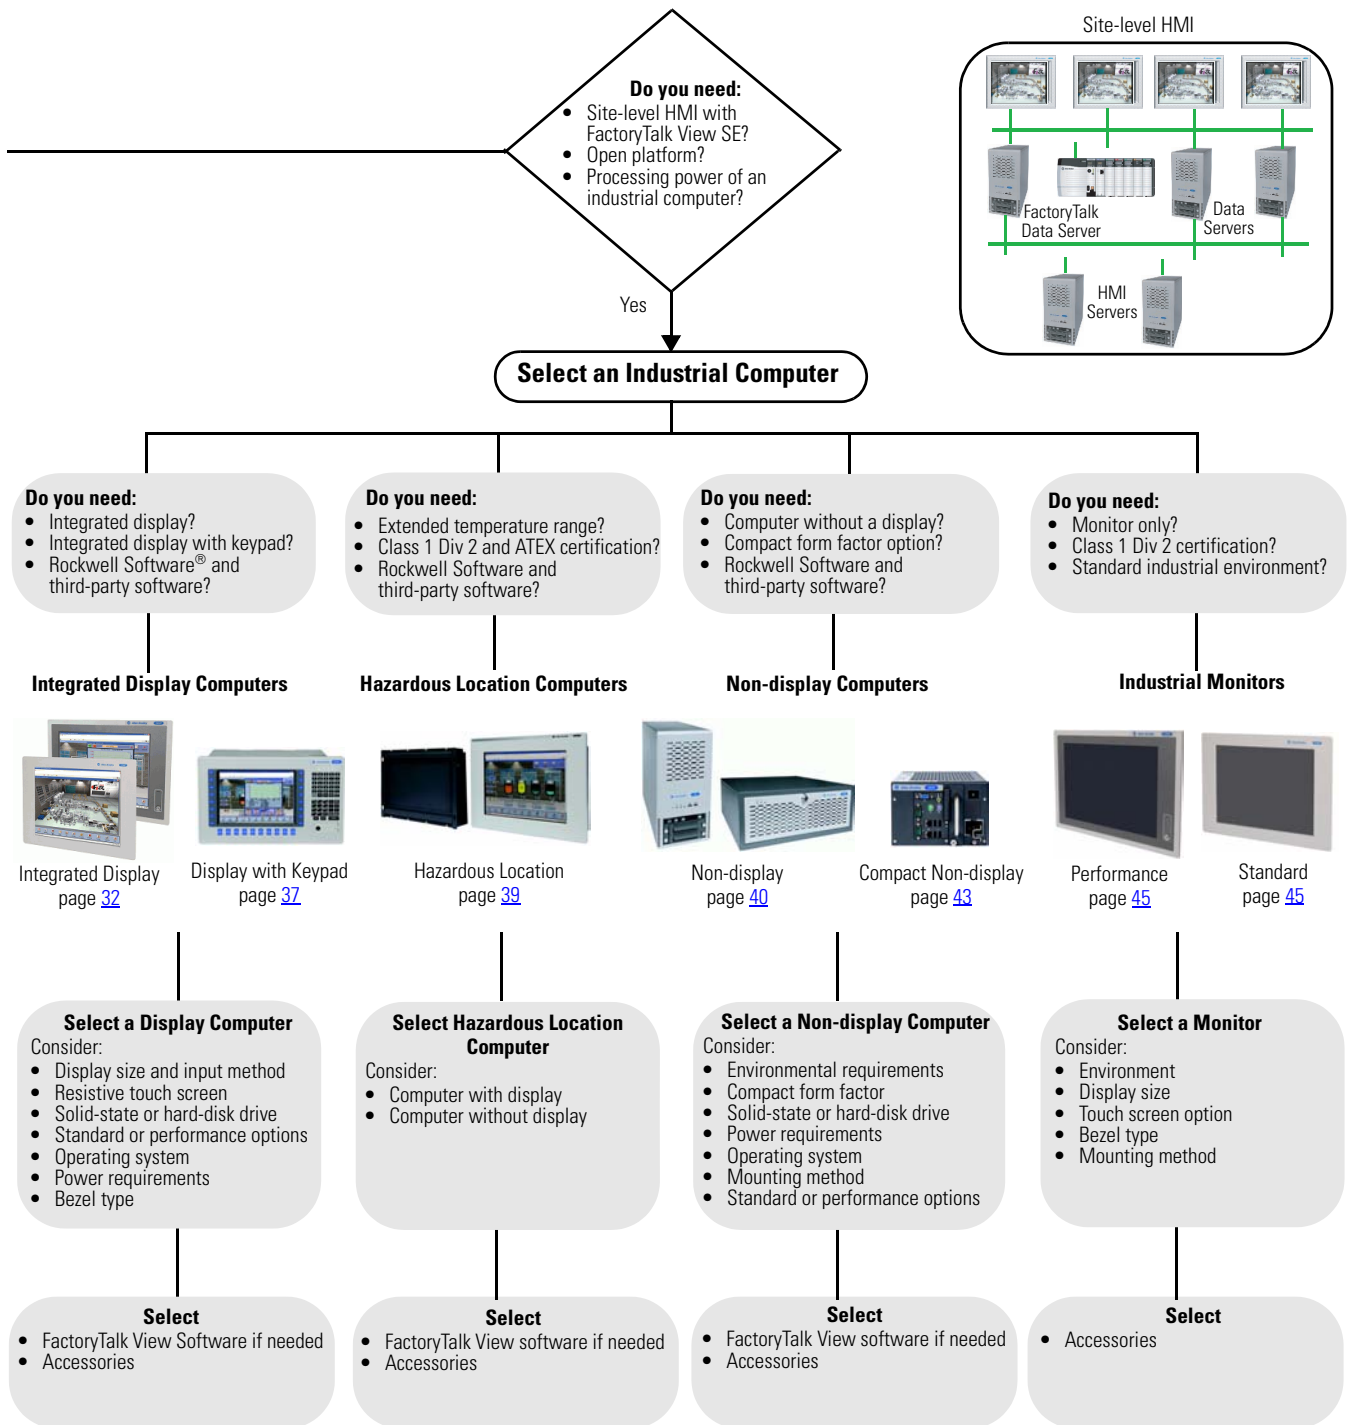 Site-level HMI
Do you need:
• Site-level HMI with
FactoryTalk View SE?
• Open platform?
• Processing power of an
industrial computer?
FactoryTalk
Data Server
Data
Servers
HMI
Servers
Yes
Select an Industrial Computer
Do you need:
• Integrated display?
• Integrated display with keypad?
• Rockwell Software® and
third-party software?
Do you need:
• Extended temperature range?
• Class 1 Div 2 and ATEX certification?
• Rockwell Software and
third-party software?
Do you need:
• Computer without a display?
• Compact form factor option?
• Rockwell Software and
third-party software?
Do you need:
• Monitor only?
• Class 1 Div 2 certification?
• Standard industrial environment?
Integrated Display Computers
Hazardous Location Computers
Non-display Computers
Industrial Monitors
Integrated Display
page 32
Display with Keypad
page 37
Hazardous Location
page 39
Non-display
page 40
Compact Non-display
page 43
Performance
page 45
Standard
page 45
Select a Display Computer
Consider:
• Display size and input method
• Resistive touch screen
• Solid-state or hard-disk drive
• Standard or performance options
• Operating system
• Power requirements
• Bezel type
Select Hazardous Location
Computer
Consider:
• Computer with display
• Computer without display
Select a Non-display Computer
Consider:
• Environmental requirements
• Compact form factor
• Solid-state or hard-disk drive
• Power requirements
• Operating system
• Mounting method
• Standard or performance options
Select a Monitor
Consider:
• Environment
• Display size
• Touch screen option
• Bezel type
• Mounting method
Select
• FactoryTalk View Software if needed
• Accessories
Select
• FactoryTalk View software if needed
• Accessories
Select
• FactoryTalk View software if needed
• Accessories
Select
• Accessories